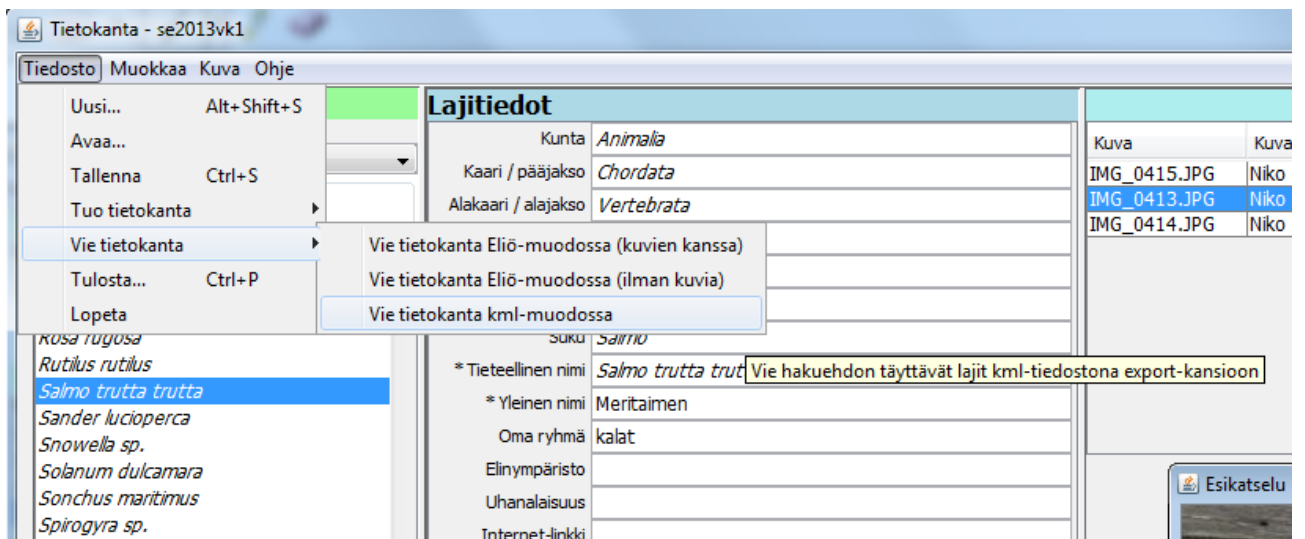 Tietokanta - se2013vk1
Tiedosto Muokkaa Kuva Ohje
Uusi... Alt+Shift+S
Avaa...
Tallenna Ctrl+S
Tuo tietokanta
Vie tietokanta
Tulosta... Ctrl+P
Lopeta
Vie tietokanta Eliö-muodossa (kuvien kanssa)
Vie tietokanta Eliö-muodossa (ilman kuvia)
Vie tietokanta kml-muodossa
Vie hakuehdon täyttävät lajit kml-tiedostona export-kansioon
Rosa rugosa
Rutilus rutilus
Salmo trutta trutta
Sander lucioperca
Snowella sp.
Solanum dulcamara
Sonchus maritimus
Spirogyra sp.
Lajitiedot
Kunta Animalia
Kaari / pääjakso Chordata
Alakaari / alajakso Vertebrata
Suku Salmo
* Tieteellinen nimi Salmo trutta trut
* Yleinen nimi Meritaimen
Oma ryhmä kalat
Elinympäristo
Uhanalaisuus
Internet-linkki
Kuva Kuva
IMG_0415.JPG Niko
IMG_0413.JPG Niko
IMG_0414.JPG Niko
Esikatselu